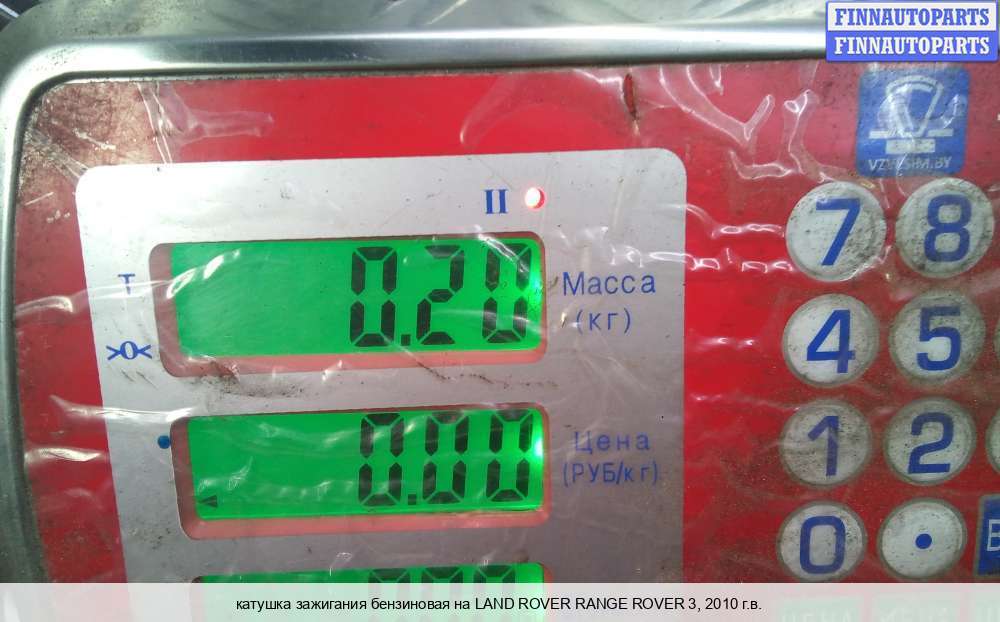 FINNAUTOPARTS
FINNAUTOPARTS
VZVESIM.BY
II
T
0.20
Масса
(кг)
>0<
0.00
Цена
(РУБ/кг)
7
8
4
5
1
2
0
.
катушка зажигания бензиновая на LAND ROVER RANGE ROVER 3, 2010 г.в.